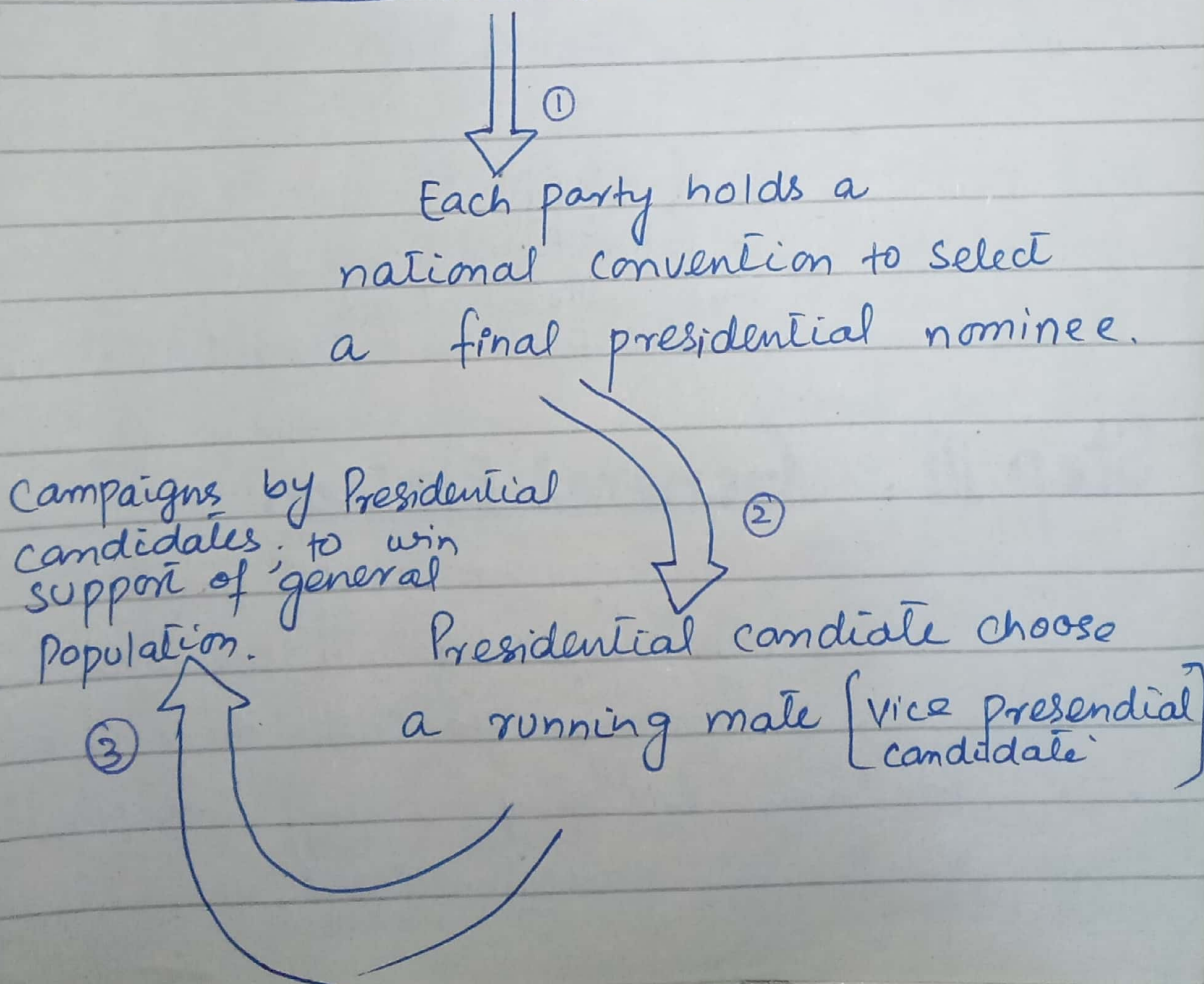 ①
Each party holds a
national convention to select
a final presidential nominee.
②
Presidential candiate choose
a running mate [vice presendial
candidate]
③
Campaigns by Presidential
candidates. to win
support of general
population.